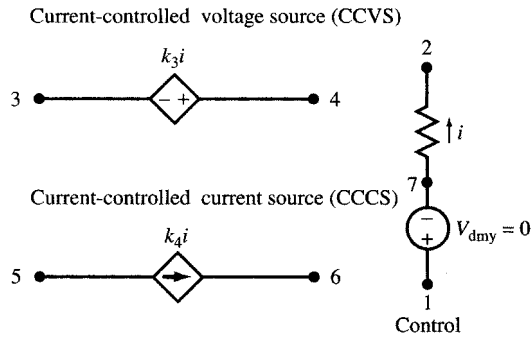 Current-controlled voltage source (CCVS)
k₃i
3
− +
4
Current-controlled current source (CCCS)
k₄i
5
6
2
i
7
−
+
V_dmy = 0
1
Control